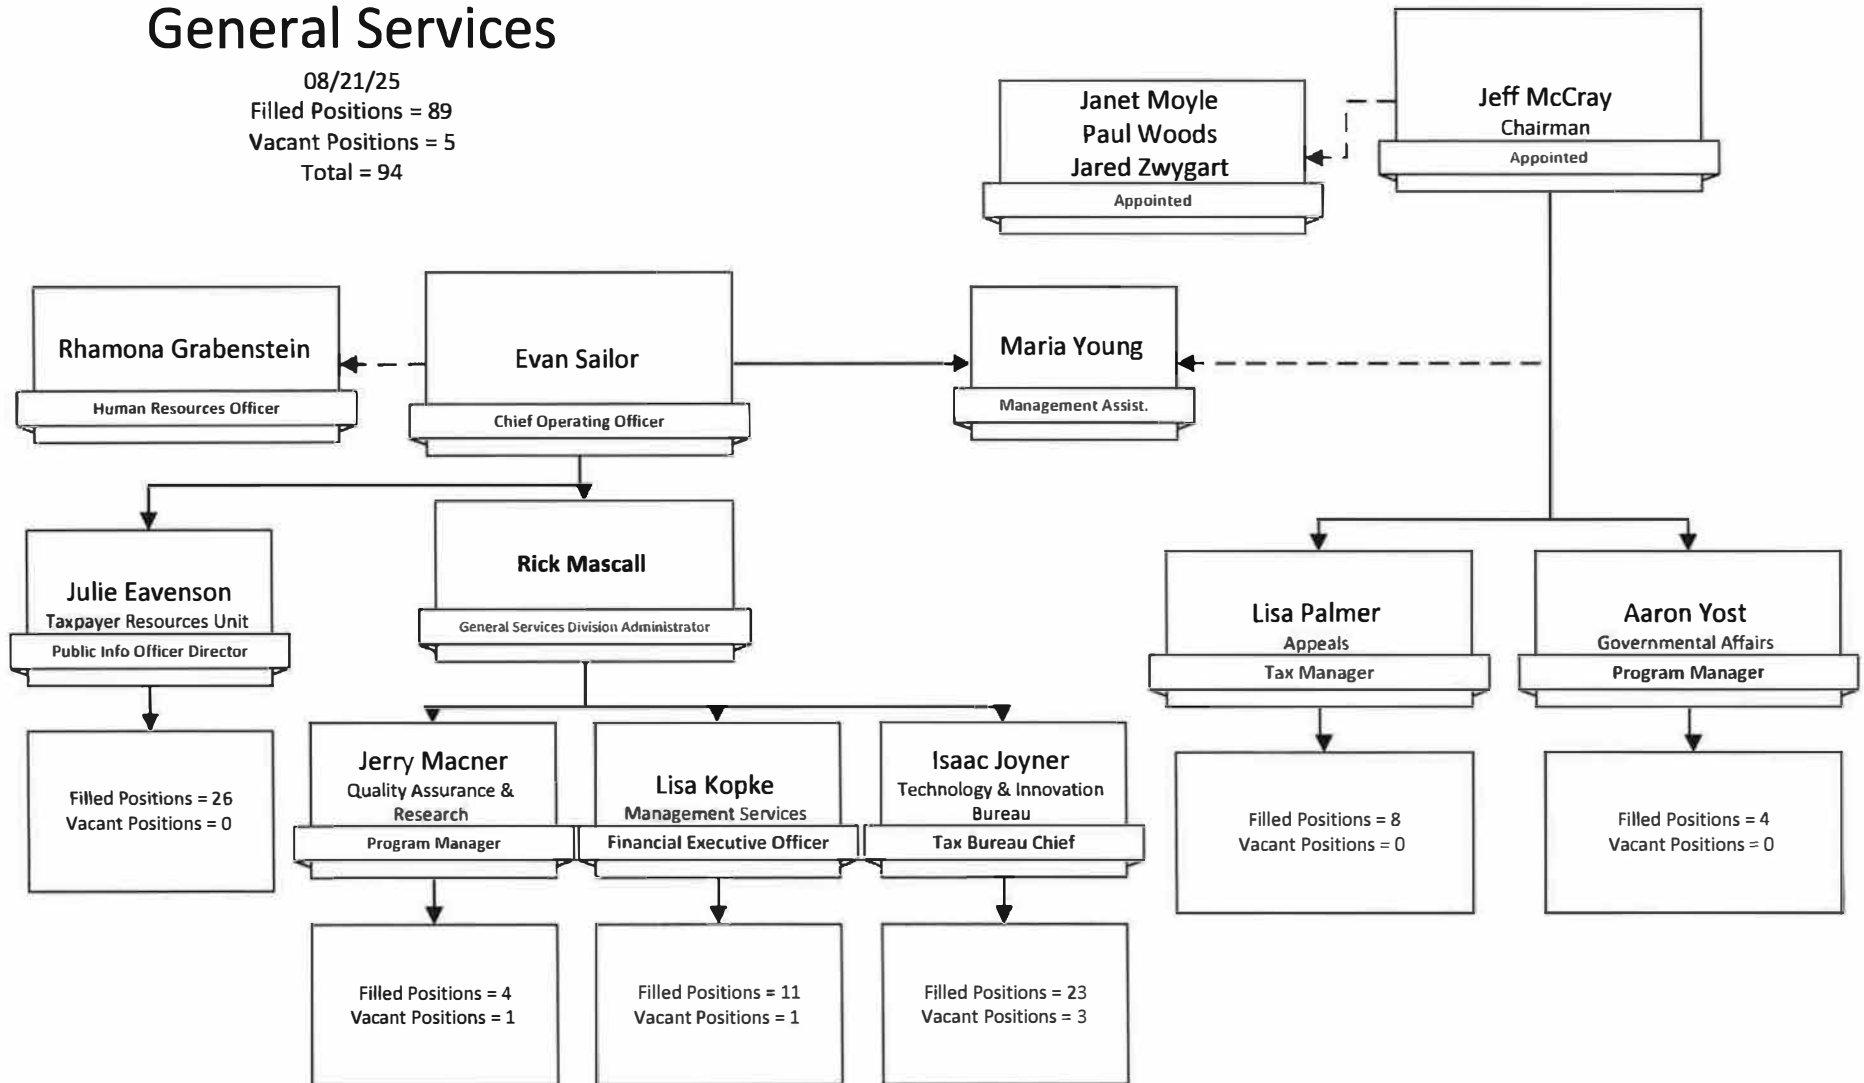 General Services
08/21/25
Filled Positions = 89
Vacant Positions = 5
Total = 94
Janet Moyle
Paul Woods
Jared Zwygart
Appointed
Jeff McCray
Chairman
Appointed
Rhamona Grabenstein
Human Resources Officer
Evan Sailor
Chief Operating Officer
Maria Young
Management Assist.
Julie Eavenson
Taxpayer Resources Unit
Public Info Officer Director
Rick Mascall
General Services Division Administrator
Lisa Palmer
Appeals
Tax Manager
Aaron Yost
Governmental Affairs
Program Manager
Filled Positions = 26
Vacant Positions = 0
Jerry Macner
Quality Assurance &
Research
Program Manager
Lisa Kopke
Management Services
Financial Executive Officer
Isaac Joyner
Technology & Innovation
Bureau
Tax Bureau Chief
Filled Positions = 8
Vacant Positions = 0
Filled Positions = 4
Vacant Positions = 0
Filled Positions = 4
Vacant Positions = 1
Filled Positions = 11
Vacant Positions = 1
Filled Positions = 23
Vacant Positions = 3